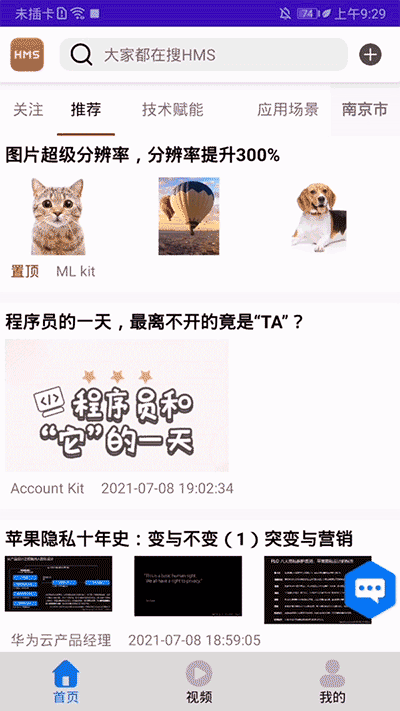 未插卡 74 上午9:29
HMS 大家都在搜HMS
关注 推荐 技术赋能 应用场景 南京市
图片超级分辨率，分辨率提升300%
置顶 ML kit
程序员的一天，最离不开的竟是“TA”？
</> 程序员和
“它”的一天
Account Kit 2021-07-08 19:02:34
苹果隐私十年史：变与不变（1）突变与营销
"This is a fundamental human right.
We all have a right to privacy."
华为云产品经理 2021-07-08 18:59:05
首页 视频 我的